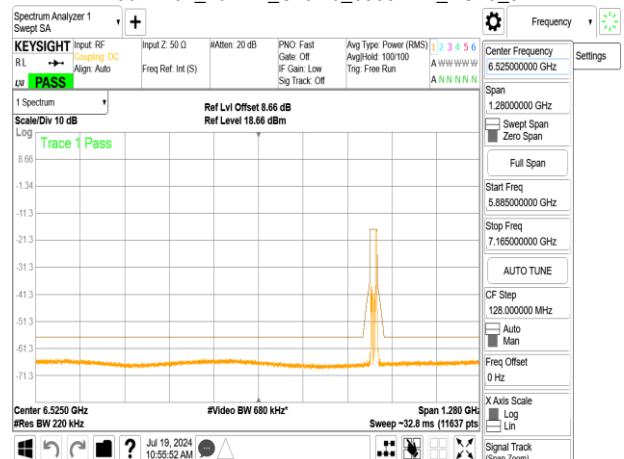 Spectrum Analyzer 1
Swept SA
+
Frequency
KEYSIGHT
RL
LXI
PASS
Input: RF
Coupling: DC
Align: Auto
Input Z: 50 Ω
Freq Ref: Int (S)
#Atten: 20 dB
PNO: Fast
Gate: Off
IF Gain: Low
Sig Track: Off
Avg Type: Power (RMS)
Avg|Hold: 100/100
Trig: Free Run
1 2 3 4 5 6
A W W W W W
A N N N N N
1 Spectrum
Scale/Div 10 dB
Ref Lvl Offset 8.66 dB
Ref Level 18.66 dBm
Log
Trace 1 Pass
8.66
-1.34
-11.3
-21.3
-31.3
-41.3
-51.3
-61.3
-71.3
Center 6.5250 GHz
#Res BW 220 kHz
#Video BW 680 kHz*
Span 1.280 GHz
Sweep ~32.8 ms (11637 pts
Jul 19, 2024
10:55:52 AM
?
Center Frequency
6.525000000 GHz
Settings
Span
1.28000000 GHz
Swept Span
Zero Span
Full Span
Start Freq
5.885000000 GHz
Stop Freq
7.165000000 GHz
AUTO TUNE
CF Step
128.000000 MHz
Auto
Man
Freq Offset
0 Hz
X Axis Scale
Log
Lin
Signal Track
(Span Zoom)